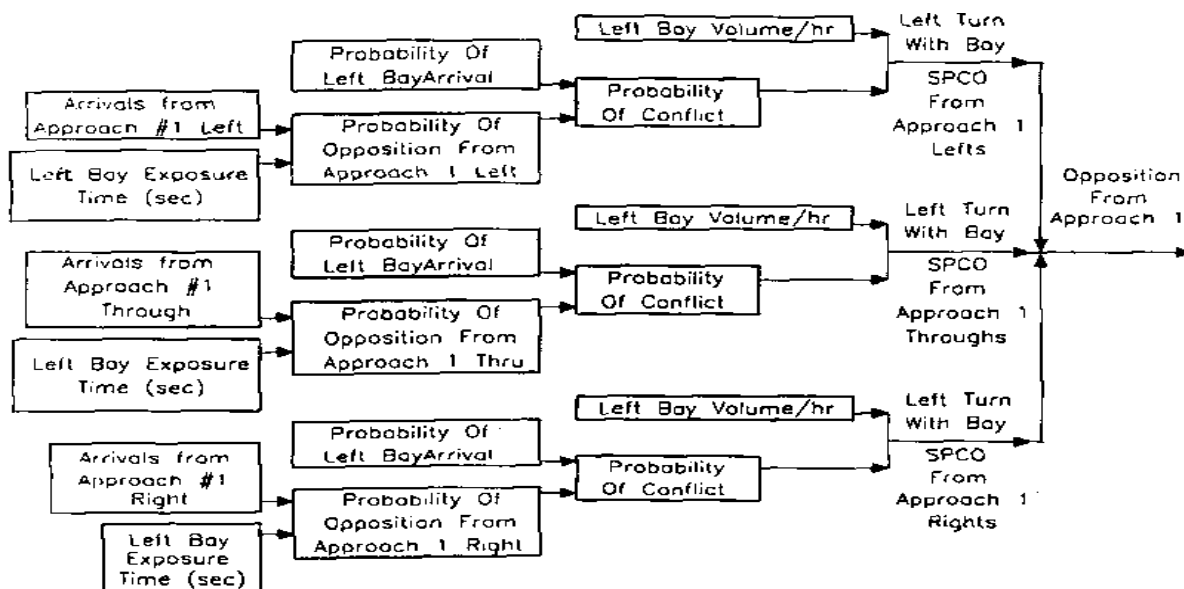 Left Bay Volume/hr
Left Turn
With Bay
Probability Of
Left BayArrival
SPCO
From
Approach 1
Lefts
Probability
Of Conflict
Arrivals from
Approach #1 Left
Probability Of
Opposition From
Approach 1 Left
Left Bay Exposure
Time (sec)
Opposition
From
Approach 1
Left Bay Volume/hr
Left Turn
With Bay
Probability Of
Left BayArrival
SPCO
From
Approach 1
Throughs
Arrivals from
Approach #1
Through
Probability
Of Conflict
Probability Of
Opposition From
Approach 1 Thru
Left Bay Exposure
Time (sec)
Left Bay Volume/hr
Left Turn
With Bay
Probability Of
Left BayArrival
SPCO
From
Approach 1
Rights
Arrivals from
Approach #1
Right
Probability
Of Conflict
Probability Of
Opposition From
Approach 1 Right
Left Bay
Exposure
Time (sec)